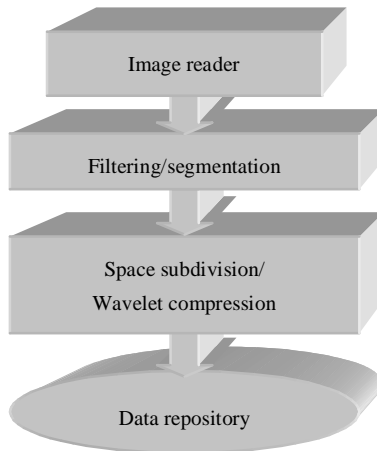 Image reader
Filtering/segmentation
Space subdivision/
Wavelet compression
Data repository